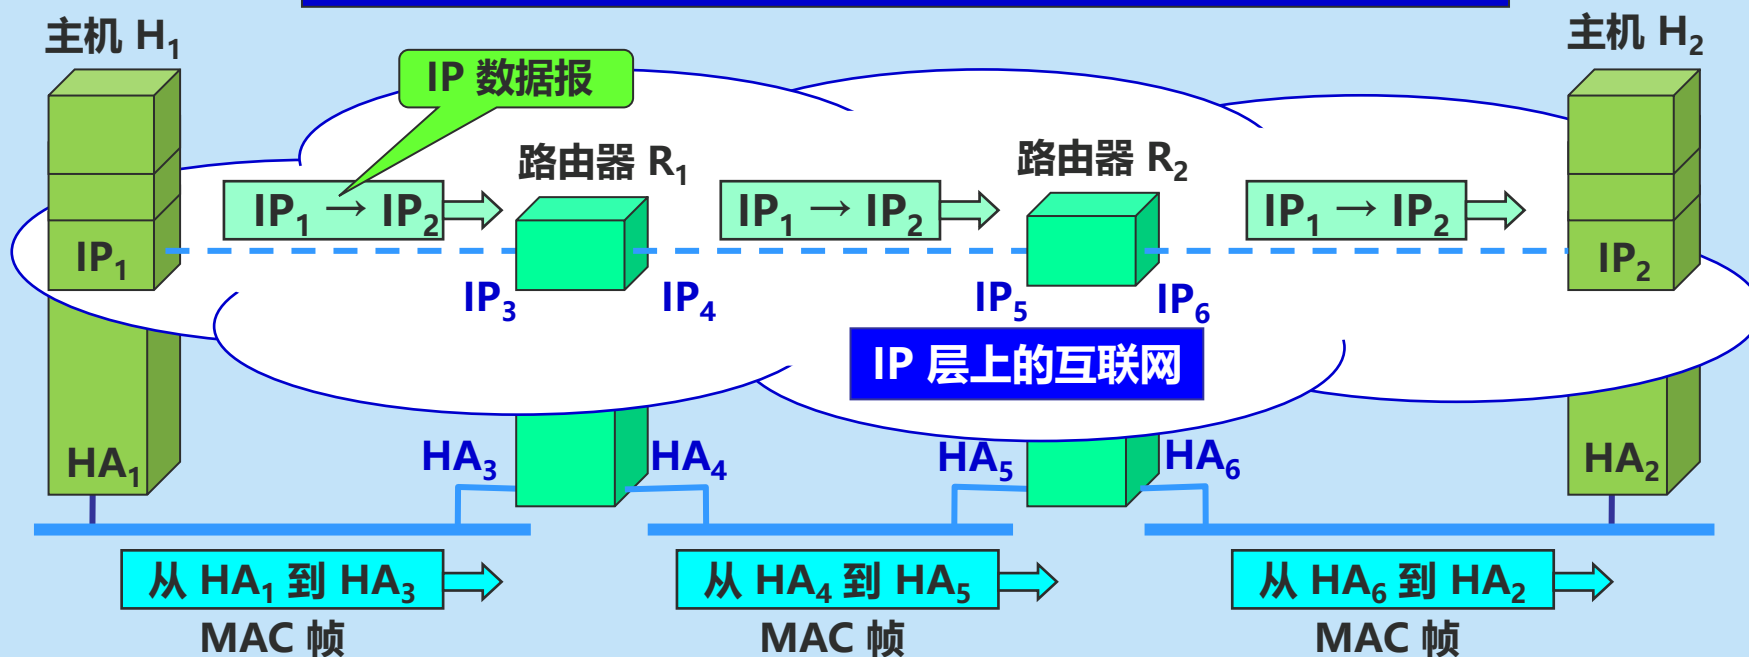 主机 H₁
主机 H₂
IP 数据报
路由器 R₁
路由器 R₂
IP₁ → IP₂
IP₁ → IP₂
IP₁ → IP₂
IP₁
IP₂
IP₃
IP₄
IP₅
IP₆
IP 层上的互联网
HA₁
HA₃
HA₄
HA₅
HA₆
HA₂
从 HA₁ 到 HA₃
从 HA₄ 到 HA₅
从 HA₆ 到 HA₂
MAC 帧
MAC 帧
MAC 帧